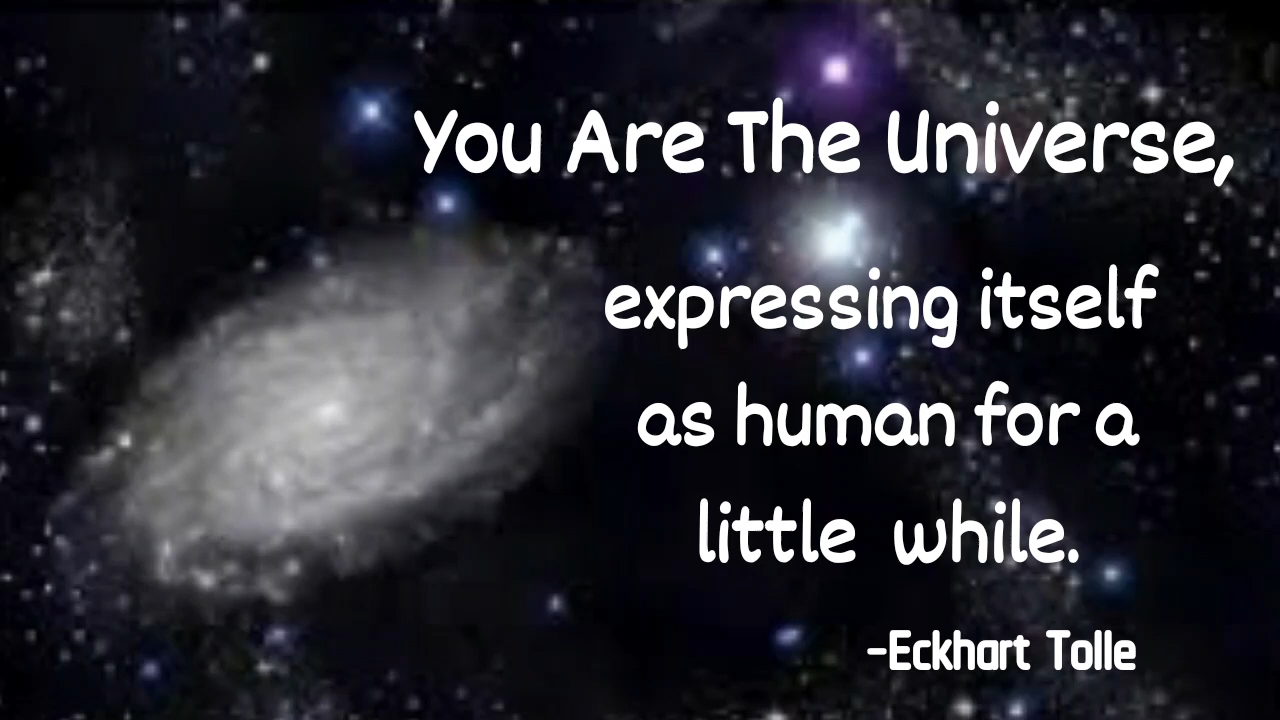 You Are The Universe,
expressing itself
as human for a
little while.
-Eckhart Tolle